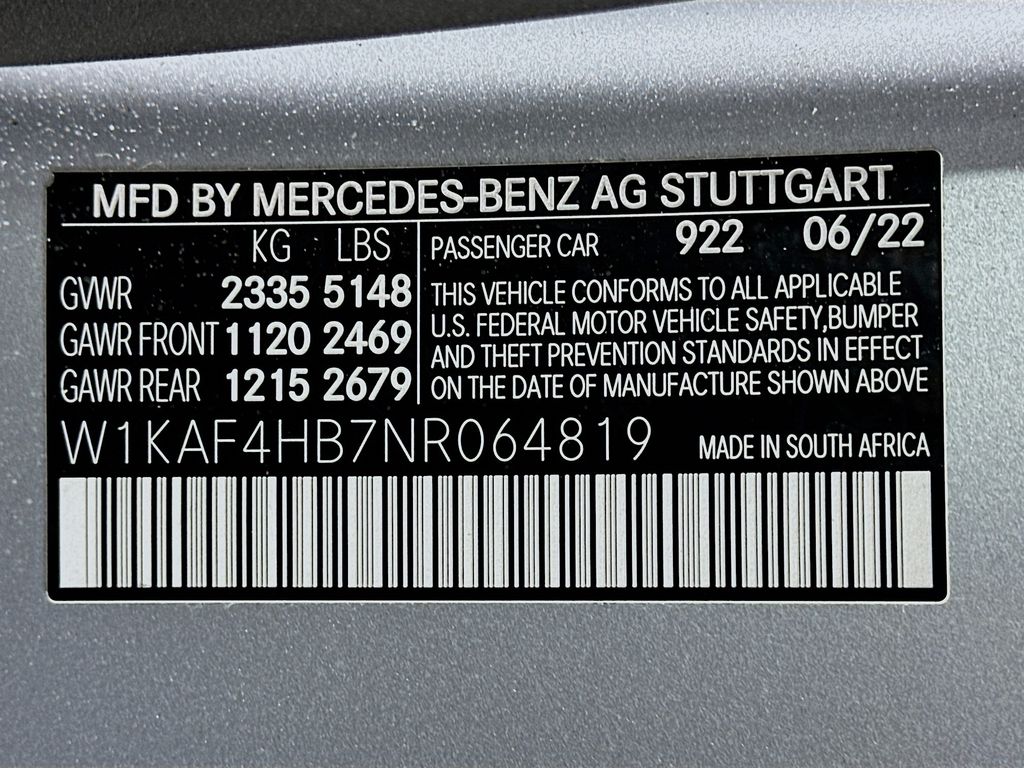 MFD BY MERCEDES-BENZ AG STUTTGART
KG LBS
GVWR 2335 5148
GAWR FRONT 1120 2469
GAWR REAR 1215 2679
PASSENGER CAR 922 06/22
THIS VEHICLE CONFORMS TO ALL APPLICABLE
U.S. FEDERAL MOTOR VEHICLE SAFETY,BUMPER
AND THEFT PREVENTION STANDARDS IN EFFECT
ON THE DATE OF MANUFACTURE SHOWN ABOVE
W1KAF4HB7NR064819 MADE IN SOUTH AFRICA